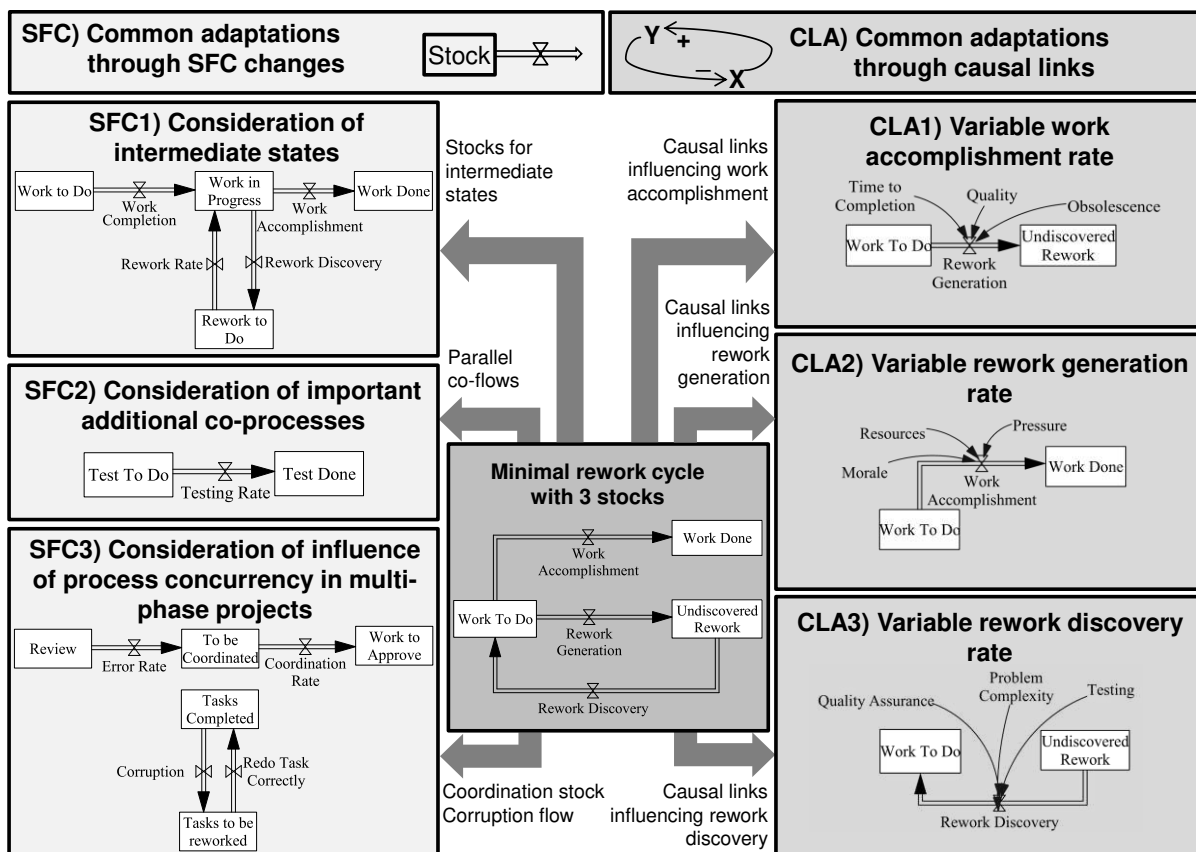 SFC) Common adaptations
through SFC changes
Stock
Y
+
–
X
CLA) Common adaptations
through causal links
SFC1) Consideration of
intermediate states
Work to Do
Work
Completion
Work in
Progress
Work
Accomplishment
Work Done
Rework Rate
Rework Discovery
Rework to
Do
Stocks for
intermediate
states
Causal links
influencing work
accomplishment
CLA1) Variable work
accomplishment rate
Time to
Completion
Quality
Obsolescence
Work To Do
Rework
Generation
Undiscovered
Rework
SFC2) Consideration of important
additional co-processes
Test To Do
Testing Rate
Test Done
Parallel
co-flows
Causal links
influencing
rework
generation
CLA2) Variable rework generation
rate
Resources
Pressure
Morale
Work
Accomplishment
Work Done
Work To Do
Minimal rework cycle
with 3 stocks
Work Done
Work
Accomplishment
Work To Do
Rework
Generation
Undiscovered
Rework
Rework Discovery
SFC3) Consideration of influence
of process concurrency in multi-
phase projects
Review
Error Rate
To be
Coordinated
Coordination
Rate
Work to
Approve
Tasks
Completed
Corruption
Redo Task
Correctly
Tasks to be
reworked
Coordination stock
Corruption flow
Causal links
influencing rework
discovery
CLA3) Variable rework discovery
rate
Quality Assurance
Problem
Complexity
Testing
Work To Do
Undiscovered
Rework
Rework Discovery